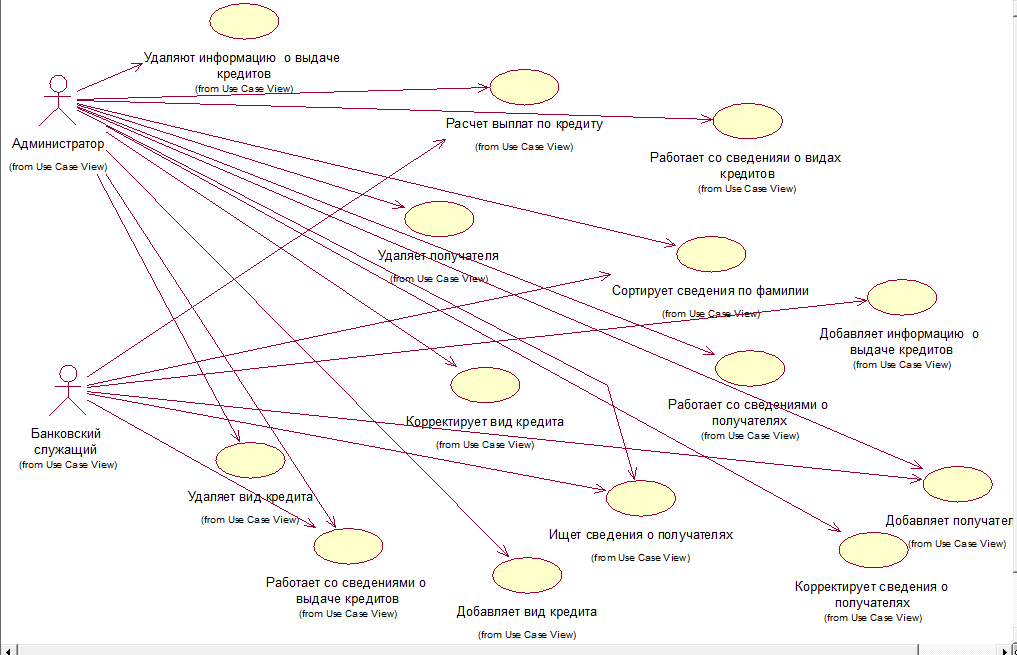 Удаляют информацию о выдаче
кредитов
(from Use Case View)
Администратор
(from Use Case View)
Расчет выплат по кредиту
(from Use Case View)
Работает со сведенияи о видах
кредитов
(from Use Case View)
Удаляет получателя
(from Use Case View)
Сортирует сведения по фамилии
(from Use Case View)
Добавляет информацию о
выдаче кредитов
(from Use Case View)
Банковский
служащий
(from Use Case View)
Корректирует вид кредита
(from Use Case View)
Работает со сведениями о
получателях
(from Use Case View)
Удаляет вид кредита
(from Use Case View)
Ищет сведения о получателях
(from Use Case View)
Добавляет получател
(from Use Case View)
Работает со сведениями о
выдаче кредитов
(from Use Case View)
Добавляет вид кредита
(from Use Case View)
Корректирует сведения о
получателях
(from Use Case View)